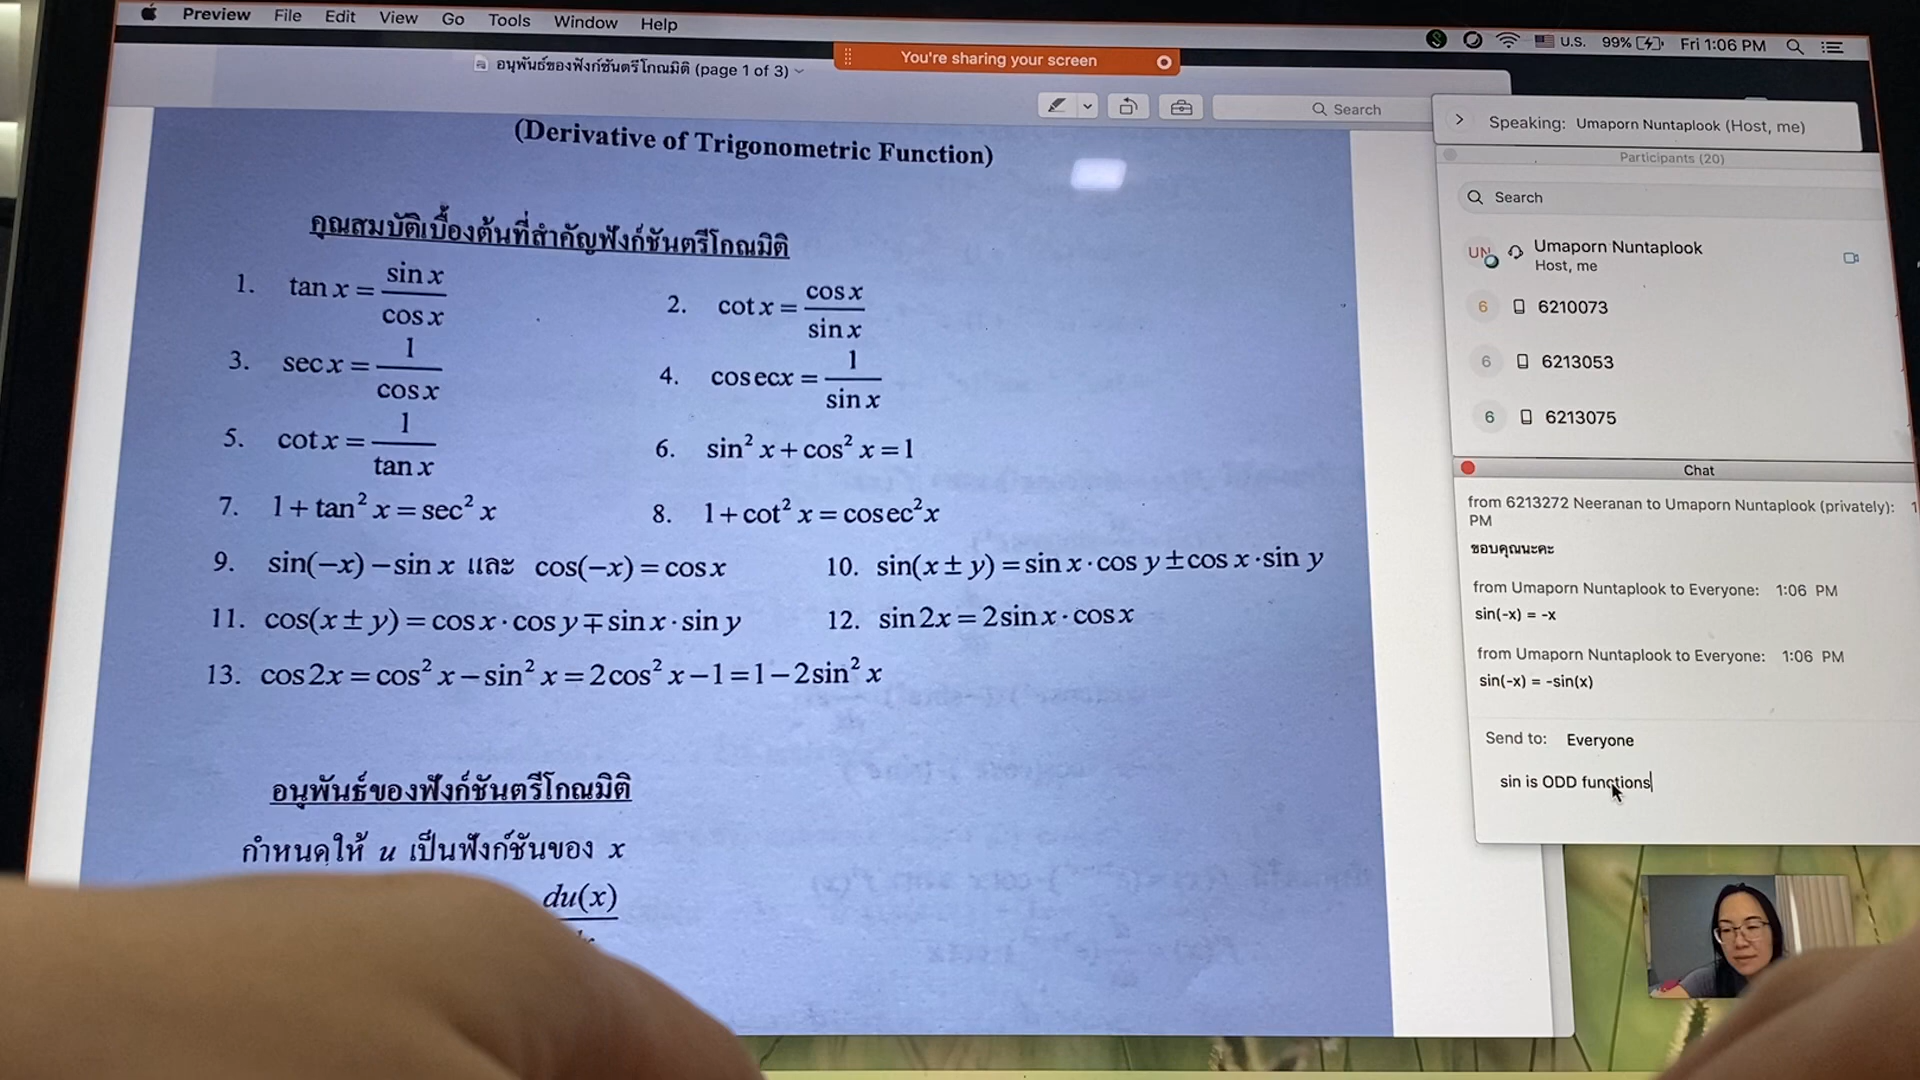 Preview File Edit View Go Tools Window Help
U.S. 99% Fri 1:06 PM
You're sharing your screen
อนุพันธ์ของฟังก์ชันตรีโกณมิติ (page 1 of 3)
Search
(Derivative of Trigonometric Function)
คุณสมบัติเบื้องต้นที่สำคัญฟังก์ชันตรีโกณมิติ
1. tan x = sin x / cos x
2. cot x = cos x / sin x
3. sec x = 1 / cos x
4. cosecx = 1 / sin x
5. cot x = 1 / tan x
6. sin² x + cos² x = 1
7. 1 + tan² x = sec² x
8. 1 + cot² x = cosec²x
9. sin(−x) − sin x และ cos(−x) = cos x
10. sin(x ± y) = sin x · cos y ± cos x · sin y
11. cos(x ± y) = cos x · cos y ∓ sin x · sin y
12. sin 2x = 2 sin x · cos x
13. cos 2x = cos² x − sin² x = 2cos² x − 1 = 1 − 2sin² x
อนุพันธ์ของฟังก์ชันตรีโกณมิติ
กำหนดให้ u เป็นฟังก์ชันของ x
du(x)
Speaking: Umaporn Nuntaplook (Host, me)
Participants (20)
Search
UN Umaporn Nuntaplook
Host, me
6 6210073
6 6213053
6 6213075
Chat
from 6213272 Neeranan to Umaporn Nuntaplook (privately): 1
PM
ขอบคุณนะคะ
from Umaporn Nuntaplook to Everyone: 1:06 PM
sin(-x) = -x
from Umaporn Nuntaplook to Everyone: 1:06 PM
sin(-x) = -sin(x)
Send to: Everyone
sin is ODD functions